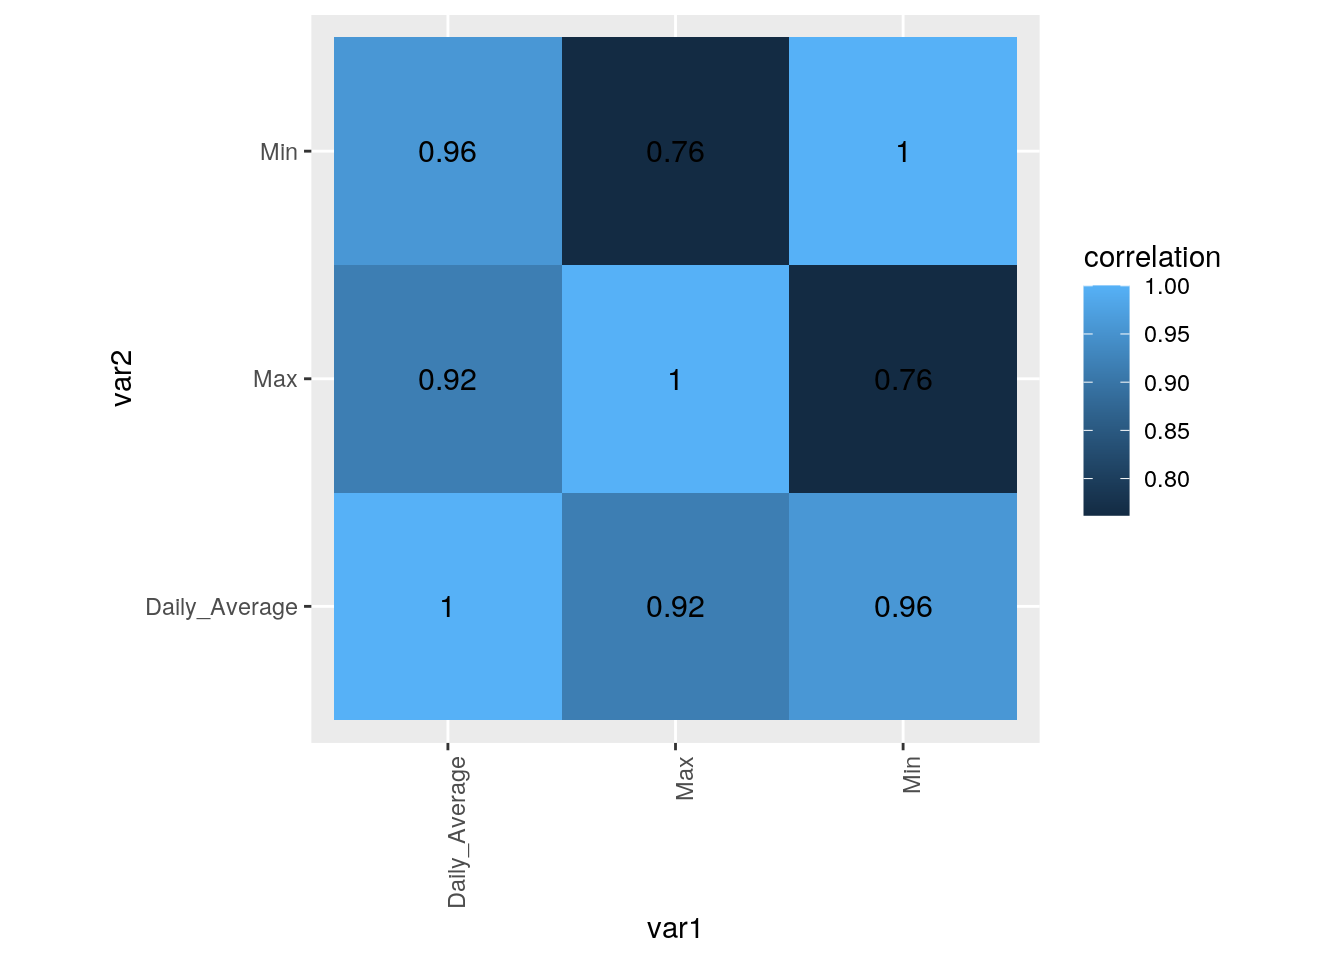 Min
0.96 0.76 1
Max
0.92 1 0.76
Daily_Average
1 0.92 0.96
var2
Daily_Average
Max
Min
var1
correlation
1.00
0.95
0.90
0.85
0.80